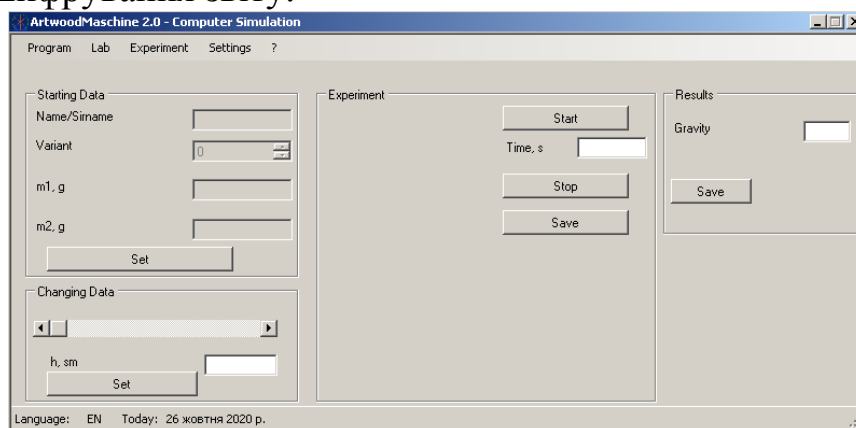 ArtwoodMaschine 2.0 - Computer Simulation
Program Lab Experiment Settings ?
Starting Data
Name/Sirname
Variant 0
m1, g
m2, g
Set
Changing Data
h, sm
Set
Experiment
Start
Time, s
Stop
Save
Results
Gravity
Save
Language: EN Today: 26 жовтня 2020 р.